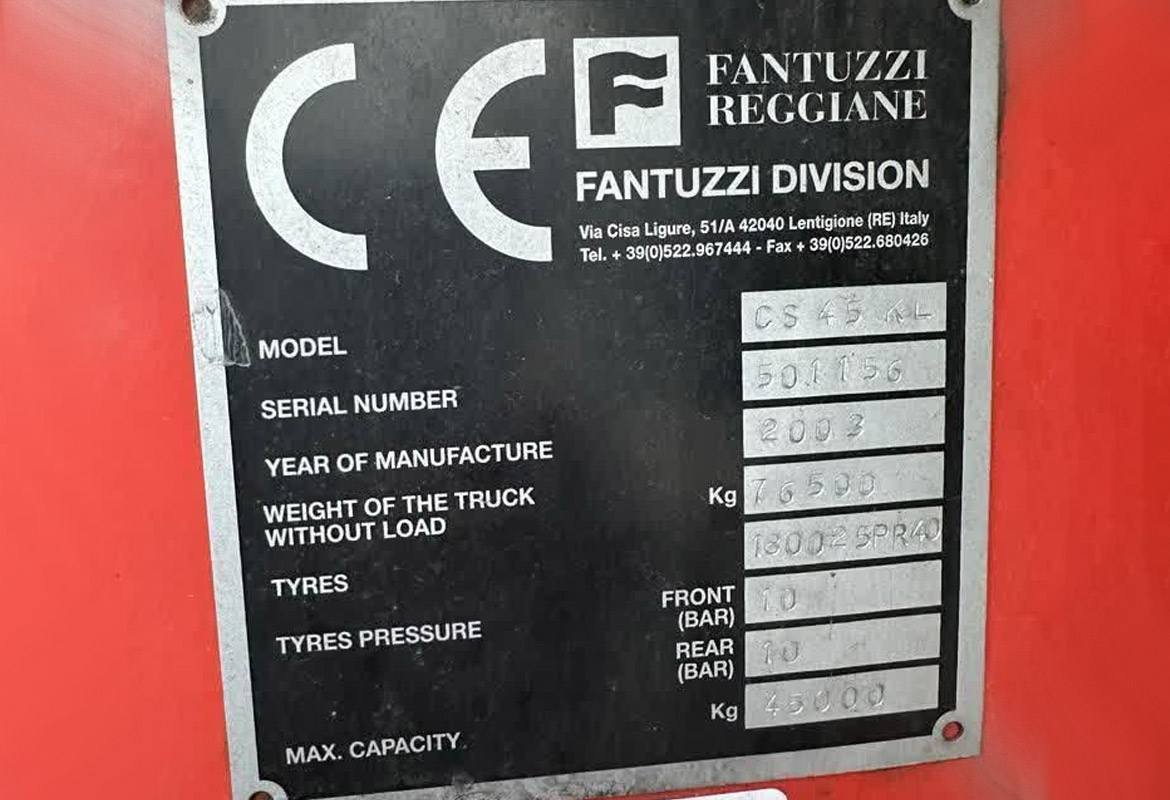 CE
F
FANTUZZI
REGGIANE
FANTUZZI DIVISION
Via Cisa Ligure, 51/A 42040 Lentigione (RE) Italy
Tel. + 39(0)522.967444 - Fax + 39(0)522.680426
MODEL CS 45 KL
SERIAL NUMBER 501156
YEAR OF MANUFACTURE 2003
WEIGHT OF THE TRUCK
WITHOUT LOAD Kg 76500
TYRES 180025PR40
TYRES PRESSURE FRONT
(BAR) 10
REAR
(BAR) 10
MAX. CAPACITY Kg 45000